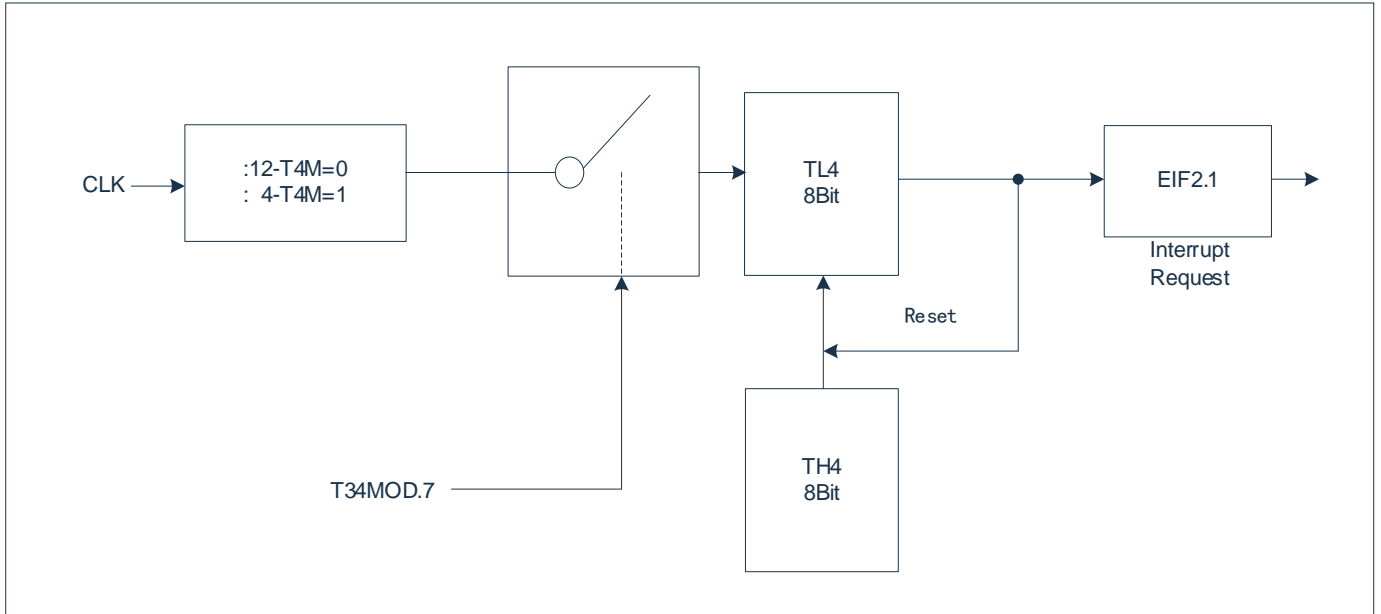 CLK
:12-T4M=0
: 4-T4M=1
TL4
8Bit
EIF2.1
Interrupt
Request
Reset
TH4
8Bit
T34MOD.7